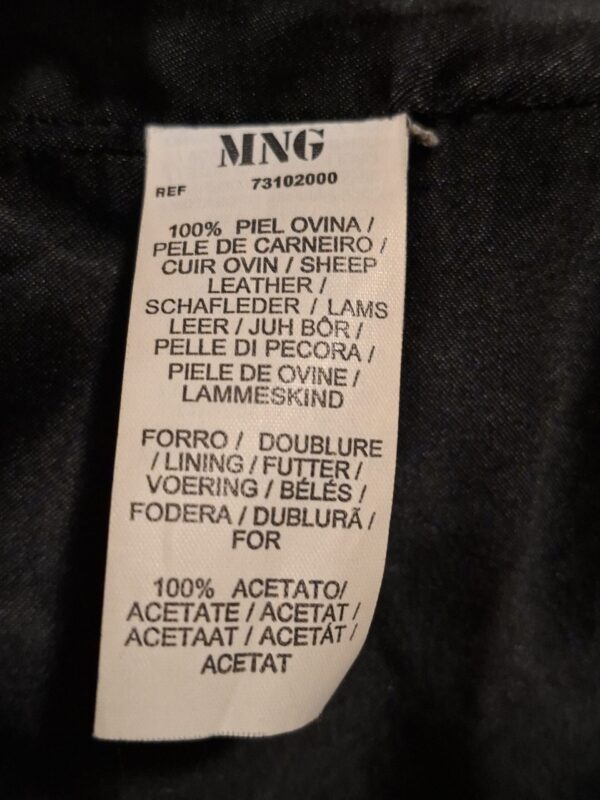 MNG
REF 73102000
100% PIEL OVINA /
PELE DE CARNEIRO /
CUIR OVIN / SHEEP
LEATHER /
SCHAFLEDER / LAMS
LEER / JUH BÔR /
PELLE DI PECORA /
PIELE DE OVINE /
LAMMESKIND
FORRO / DOUBLURE
/ LINING / FUTTER /
VOERING / BÉLÉS /
FODERA / DUBLURÃ /
FOR
100% ACETATO/
ACETATE / ACETAT /
ACETAAT / ACETÁT /
ACETAT